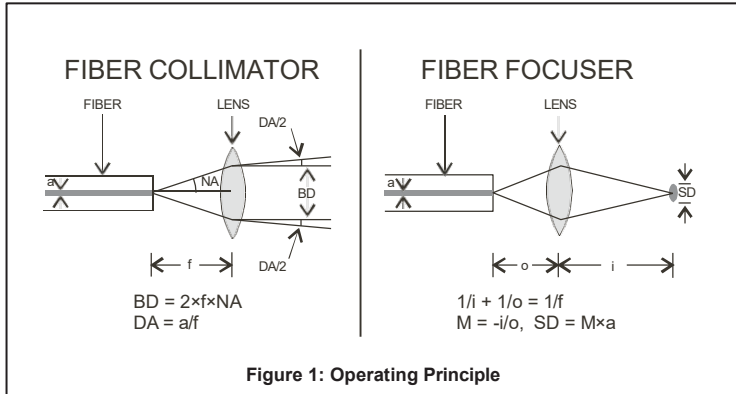 FIBER COLLIMATOR
FIBER
LENS
DA/2
a
NA
BD
DA/2
f
BD = 2×f×NA
DA = a/f
FIBER FOCUSER
FIBER
LENS
a
SD
o
i
1/i + 1/o = 1/f
M = -i/o, SD = M×a
Figure 1: Operating Principle